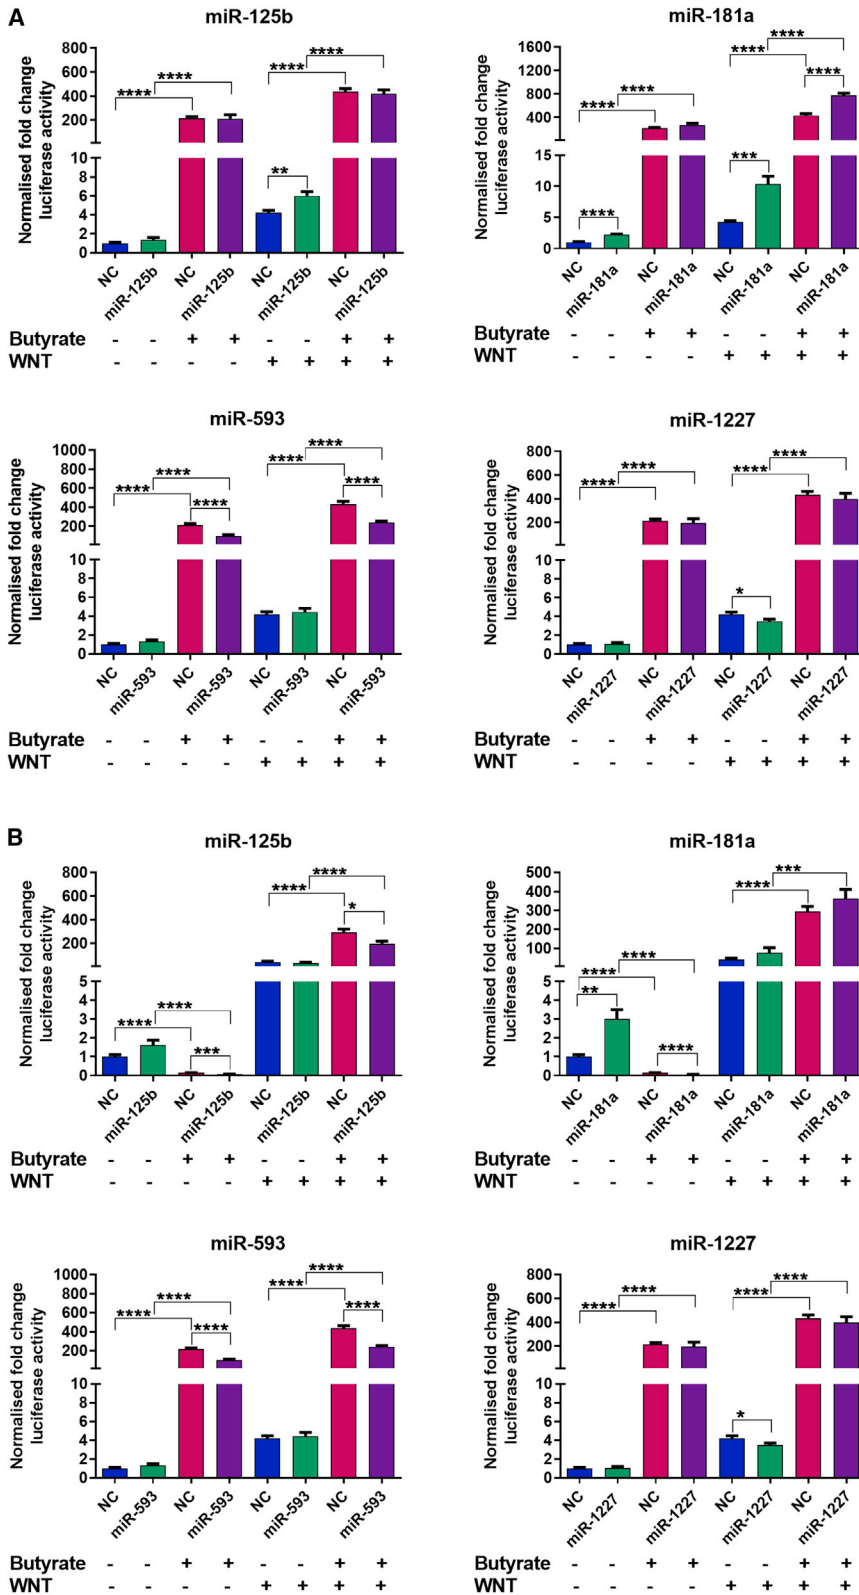 A
miR-125b
Normalised fold change
luciferase activity
800
600
400
200
10
8
6
4
2
0
****
****
**
****
****
NC
miR-125b
NC
miR-125b
NC
miR-125b
NC
miR-125b
Butyrate - - + + - - + +
WNT - - - - + + + +
miR-181a
Normalised fold change
luciferase activity
1600
1200
800
400
15
10
5
0
****
****
****
***
****
****
****
NC
miR-181a
NC
miR-181a
NC
miR-181a
NC
miR-181a
Butyrate - - + + - - + +
WNT - - - - + + + +
miR-593
Normalised fold change
luciferase activity
1000
800
600
400
200
10
8
6
4
2
0
****
****
****
****
****
****
NC
miR-593
NC
miR-593
NC
miR-593
NC
miR-593
Butyrate - - + + - - + +
WNT - - - - + + + +
miR-1227
Normalised fold change
luciferase activity
800
600
400
200
10
8
6
4
2
0
****
****
*
****
****
NC
miR-1227
NC
miR-1227
NC
miR-1227
NC
miR-1227
Butyrate - - + + - - + +
WNT - - - - + + + +
B
miR-125b
Normalised fold change
luciferase activity
800
600
400
200
5
4
3
2
1
0
****
****
***
****
****
*
NC
miR-125b
NC
miR-125b
NC
miR-125b
NC
miR-125b
Butyrate - - + + - - + +
WNT - - - - + + + +
miR-181a
Normalised fold change
luciferase activity
500
400
300
200
100
5
4
3
2
1
0
****
****
**
****
****
***
NC
miR-181a
NC
miR-181a
NC
miR-181a
NC
miR-181a
Butyrate - - + + - - + +
WNT - - - - + + + +
miR-593
Normalised fold change
luciferase activity
1000
800
600
400
200
10
8
6
4
2
0
****
****
****
****
****
****
NC
miR-593
NC
miR-593
NC
miR-593
NC
miR-593
Butyrate - - + + - - + +
WNT - - - - + + + +
miR-1227
Normalised fold change
luciferase activity
800
600
400
200
10
8
6
4
2
0
****
****
*
****
****
NC
miR-1227
NC
miR-1227
NC
miR-1227
NC
miR-1227
Butyrate - - + + - - + +
WNT - - - - + + + +